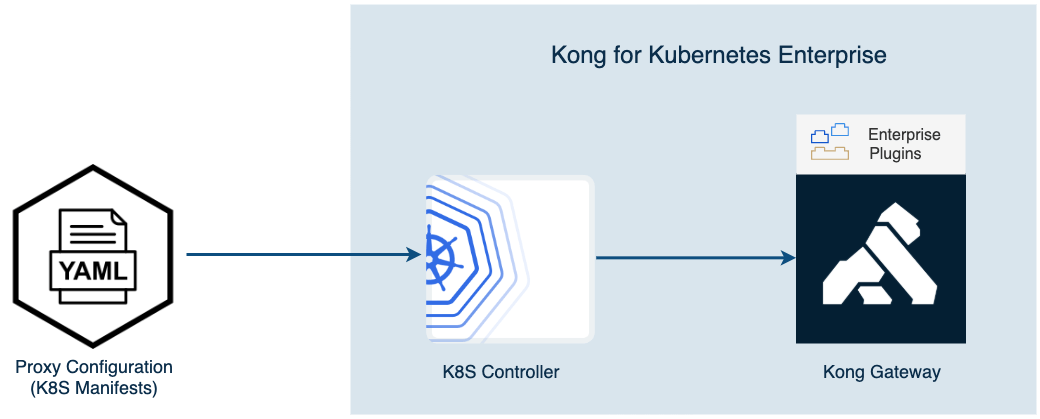 Kong for Kubernetes Enterprise
Enterprise
Plugins
YAML
Proxy Configuration
(K8S Manifests)
K8S Controller
Kong Gateway